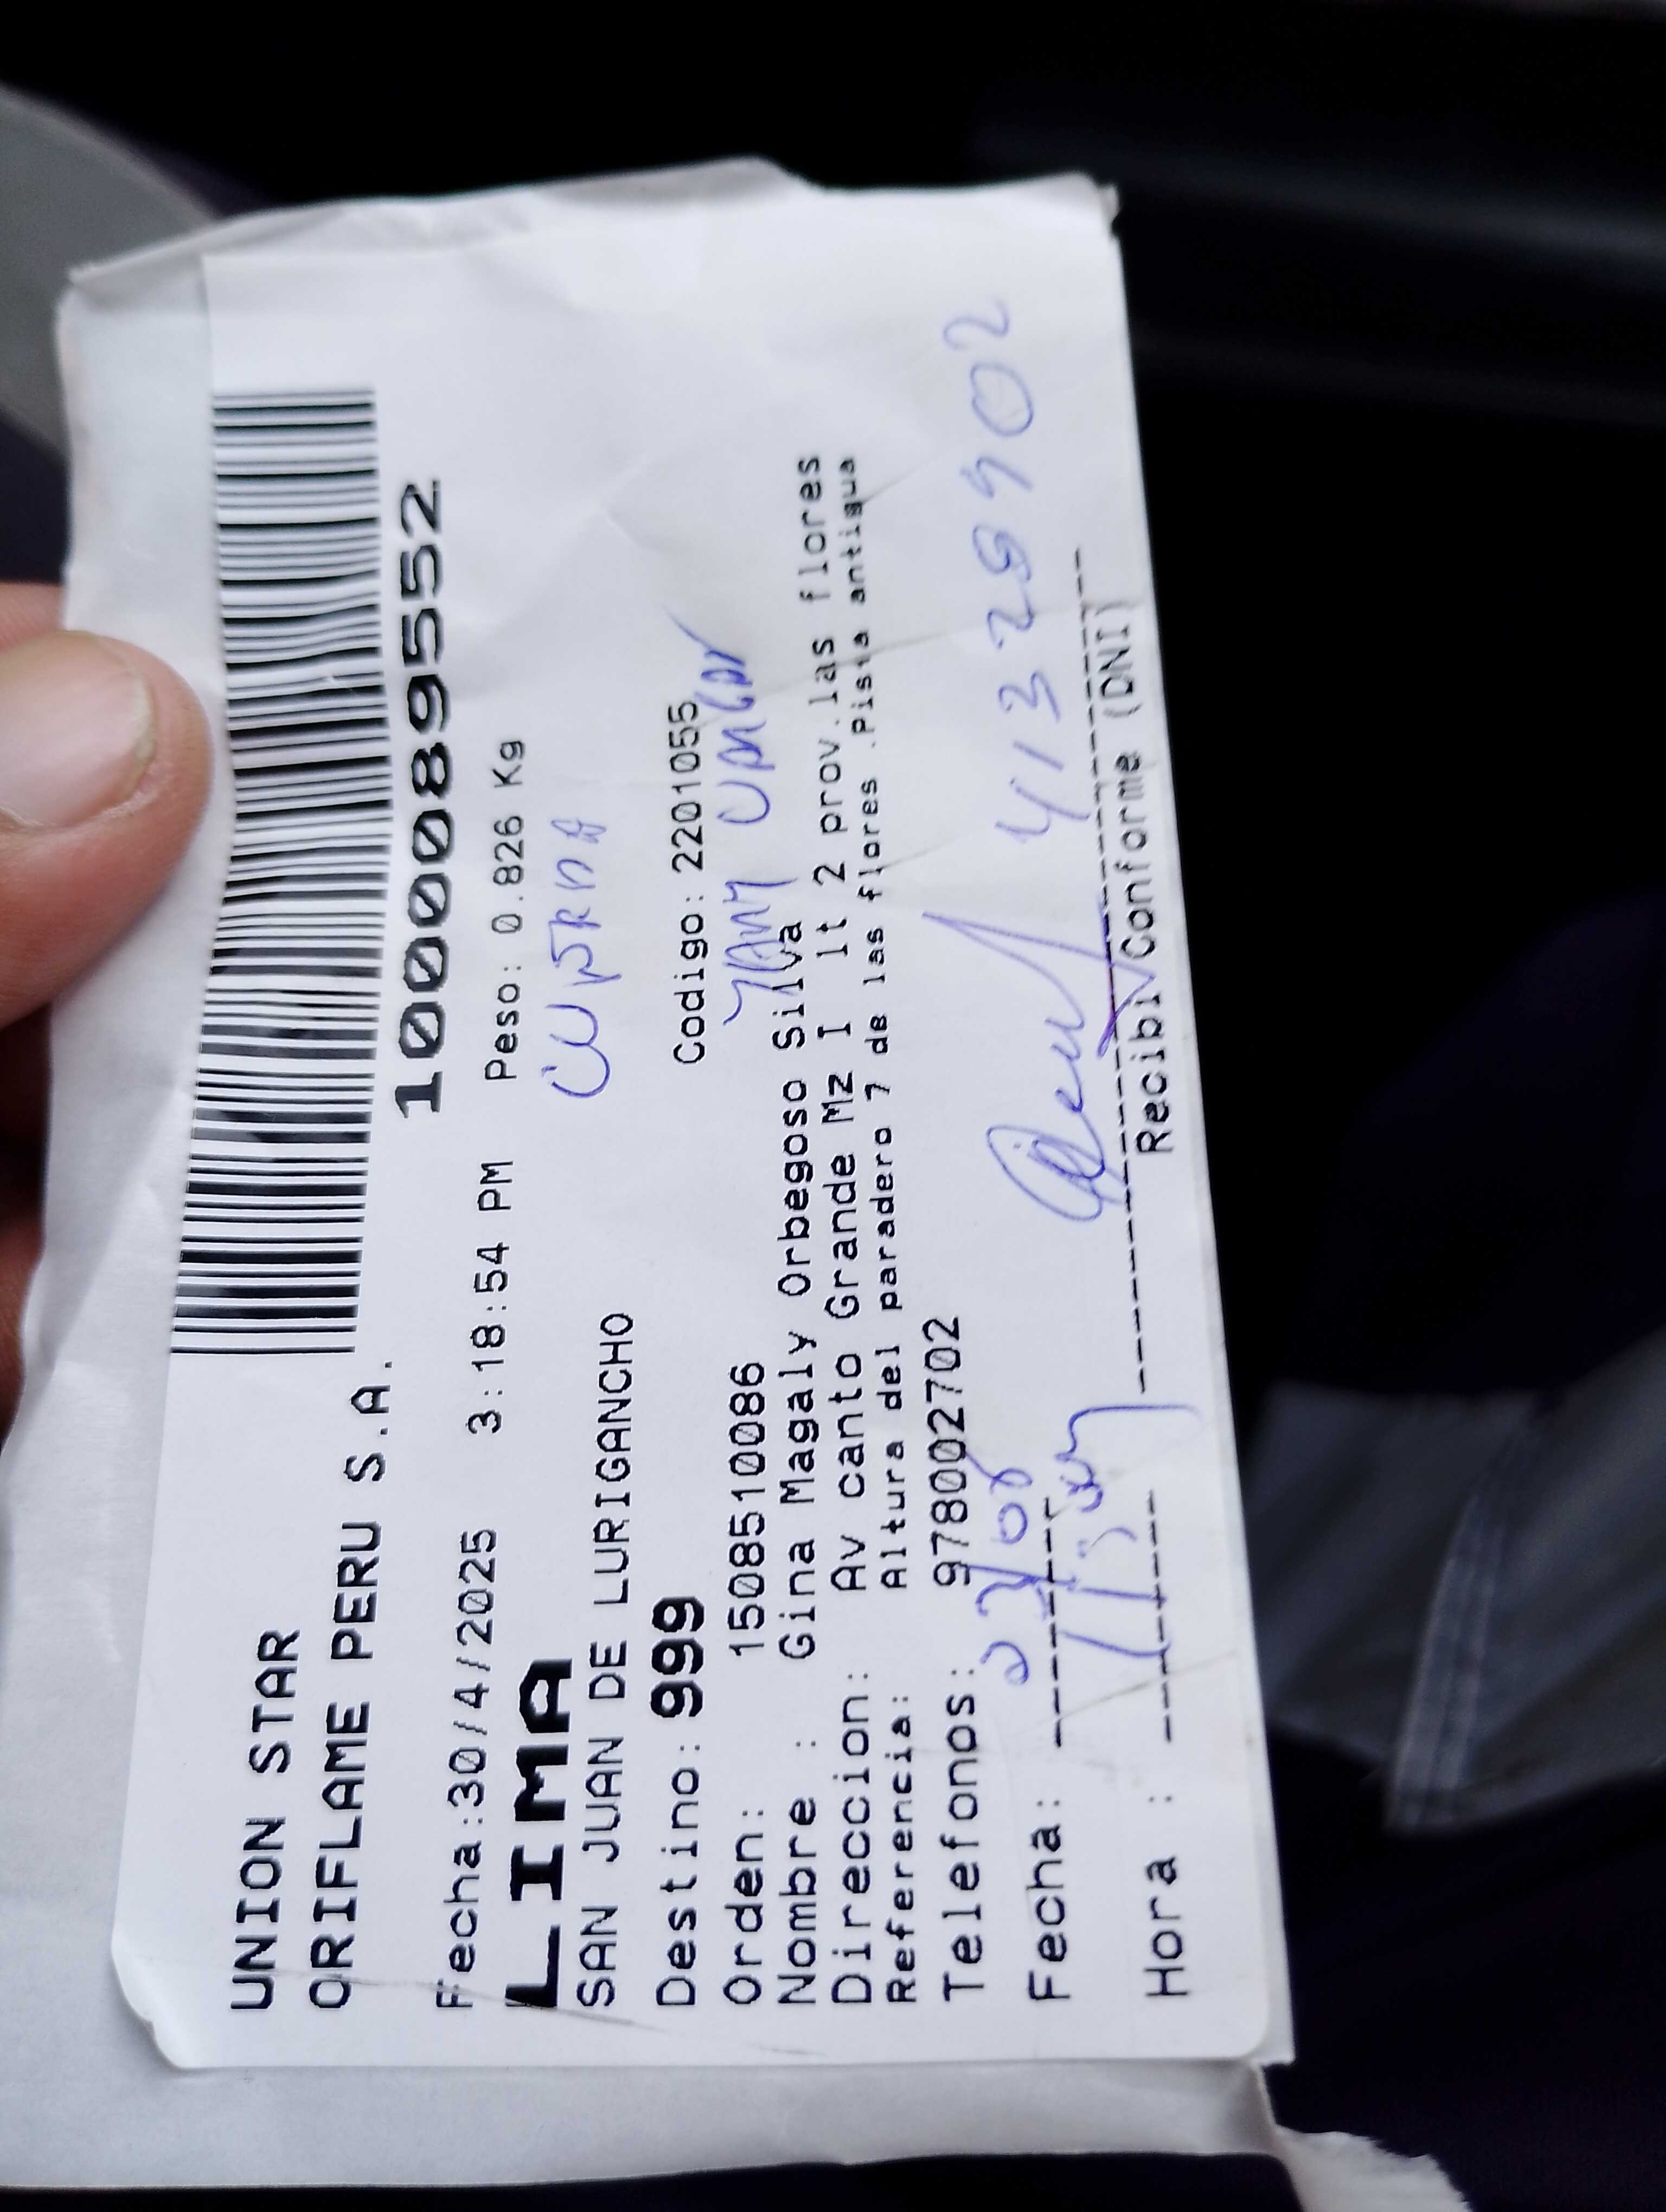 UNION STAR
ORIFLAME PERU S.A.
10000089552
Fecha:30/4/2025 3:18:54 PM Peso: 0.826 Kg
LIMA
SAN JUAN DE LURIGANCHO
Destino: 999
Codigo: 2201055
Orden: 1508510086
Nombre : Gina Magaly Orbegoso Silva
Direccion: Av canto Grande Mz I lt 2 prov.las flores
Referencia: Altura del paradero 7 de las flores .Pista antigua
Telefonos: 978002702
Fecha:
Hora :
Recibi Conforme (DNI)